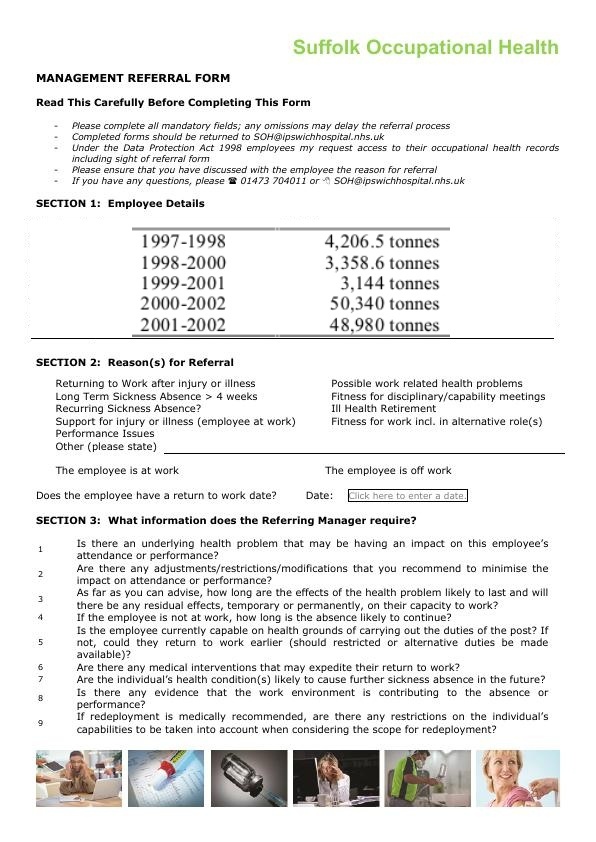 Suffolk Occupational Health
MANAGEMENT REFERRAL FORM
Read This Carefully Before Completing This Form
- Please complete all mandatory fields; any omissions may delay the referral process
- Completed forms should be returned to SOH@ipswichhospital.nhs.uk
- Under the Data Protection Act 1998 employees my request access to their occupational health records
including sight of referral form
- Please ensure that you have discussed with the employee the reason for referral
- If you have any questions, please ☎ 01473 704011 or 🖰 SOH@ipswichhospital.nhs.uk
SECTION 1: Employee Details
1997-1998 4,206.5 tonnes
1998-2000 3,358.6 tonnes
1999-2001 3,144 tonnes
2000-2002 50,340 tonnes
2001-2002 48,980 tonnes
SECTION 2: Reason(s) for Referral
Returning to Work after injury or illness Possible work related health problems
Long Term Sickness Absence > 4 weeks Fitness for disciplinary/capability meetings
Recurring Sickness Absence? Ill Health Retirement
Support for injury or illness (employee at work) Fitness for work incl. in alternative role(s)
Performance Issues
Other (please state)
The employee is at work The employee is off work
Does the employee have a return to work date? Date: Click here to enter a date.
SECTION 3: What information does the Referring Manager require?
1 Is there an underlying health problem that may be having an impact on this employee's
attendance or performance?
2 Are there any adjustments/restrictions/modifications that you recommend to minimise the
impact on attendance or performance?
3 As far as you can advise, how long are the effects of the health problem likely to last and will
there be any residual effects, temporary or permanently, on their capacity to work?
4 If the employee is not at work, how long is the absence likely to continue?
5 Is the employee currently capable on health grounds of carrying out the duties of the post? If
not, could they return to work earlier (should restricted or alternative duties be made
available)?
6 Are there any medical interventions that may expedite their return to work?
7 Are the individual's health condition(s) likely to cause further sickness absence in the future?
8 Is there any evidence that the work environment is contributing to the absence or
performance?
9 If redeployment is medically recommended, are there any restrictions on the individual's
capabilities to be taken into account when considering the scope for redeployment?